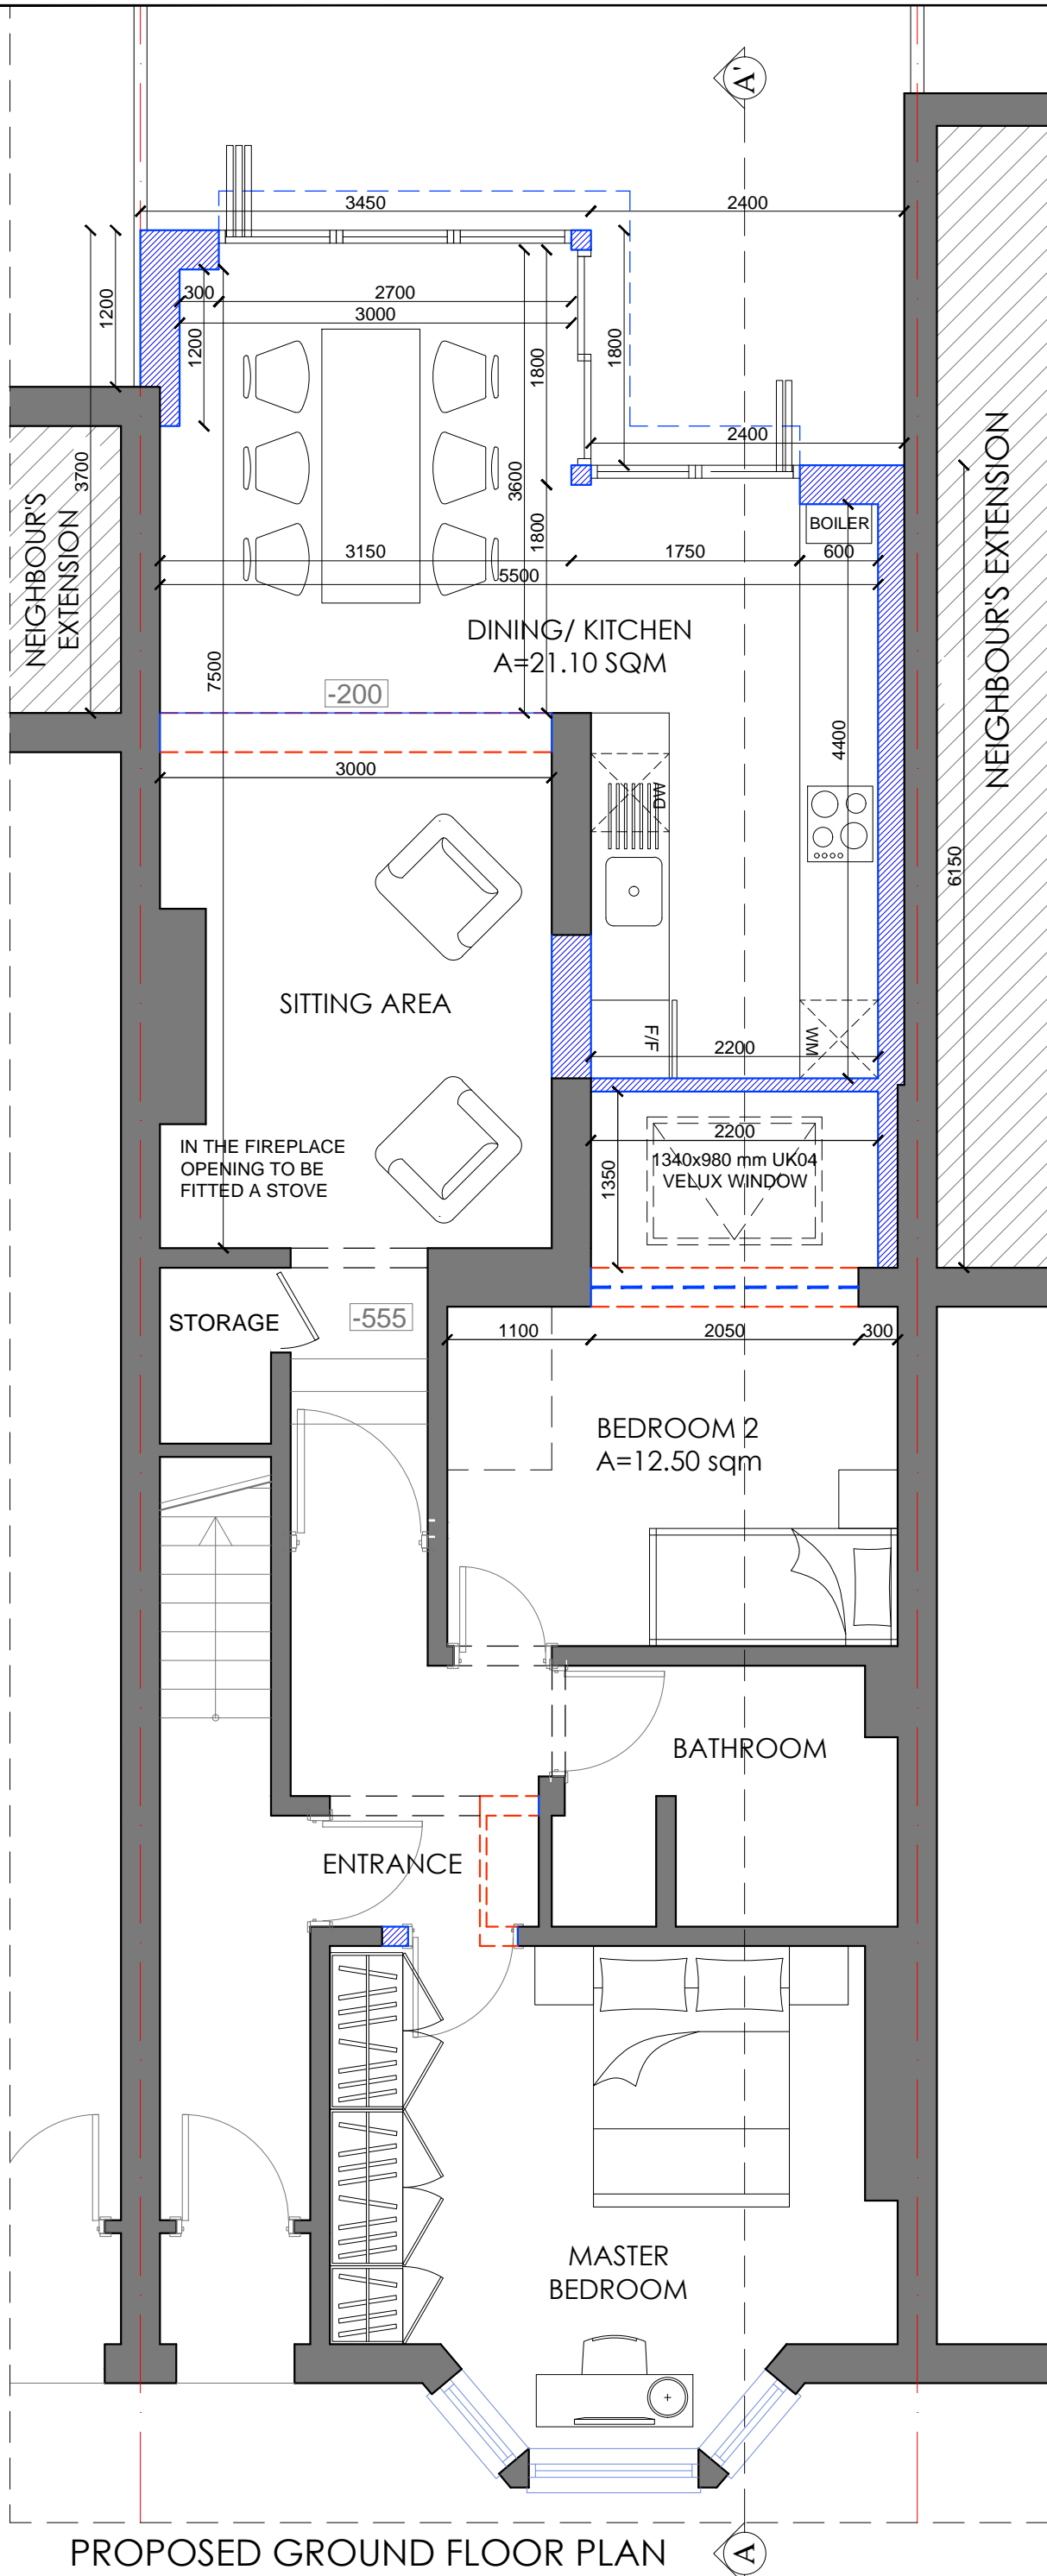 A'
3450
2400
1200
300
2700
3000
1200
1800
1800
2400
3700
3600
NEIGHBOUR'S
EXTENSION
NEIGHBOUR'S EXTENSION
BOILER
1800
3150
1750
600
5500
DINING/ KITCHEN
A=21.10 SQM
7500
-200
4400
3000
DW
6150
SITTING AREA
F/F
WM
2200
IN THE FIREPLACE
OPENING TO BE
FITTED A STOVE
1350
2200
1340x980 mm UK04
VELUX WINDOW
STORAGE
-555
1100
2050
300
BEDROOM 2
A=12.50 sqm
BATHROOM
ENTRANCE
MASTER
BEDROOM
PROPOSED GROUND FLOOR PLAN
A